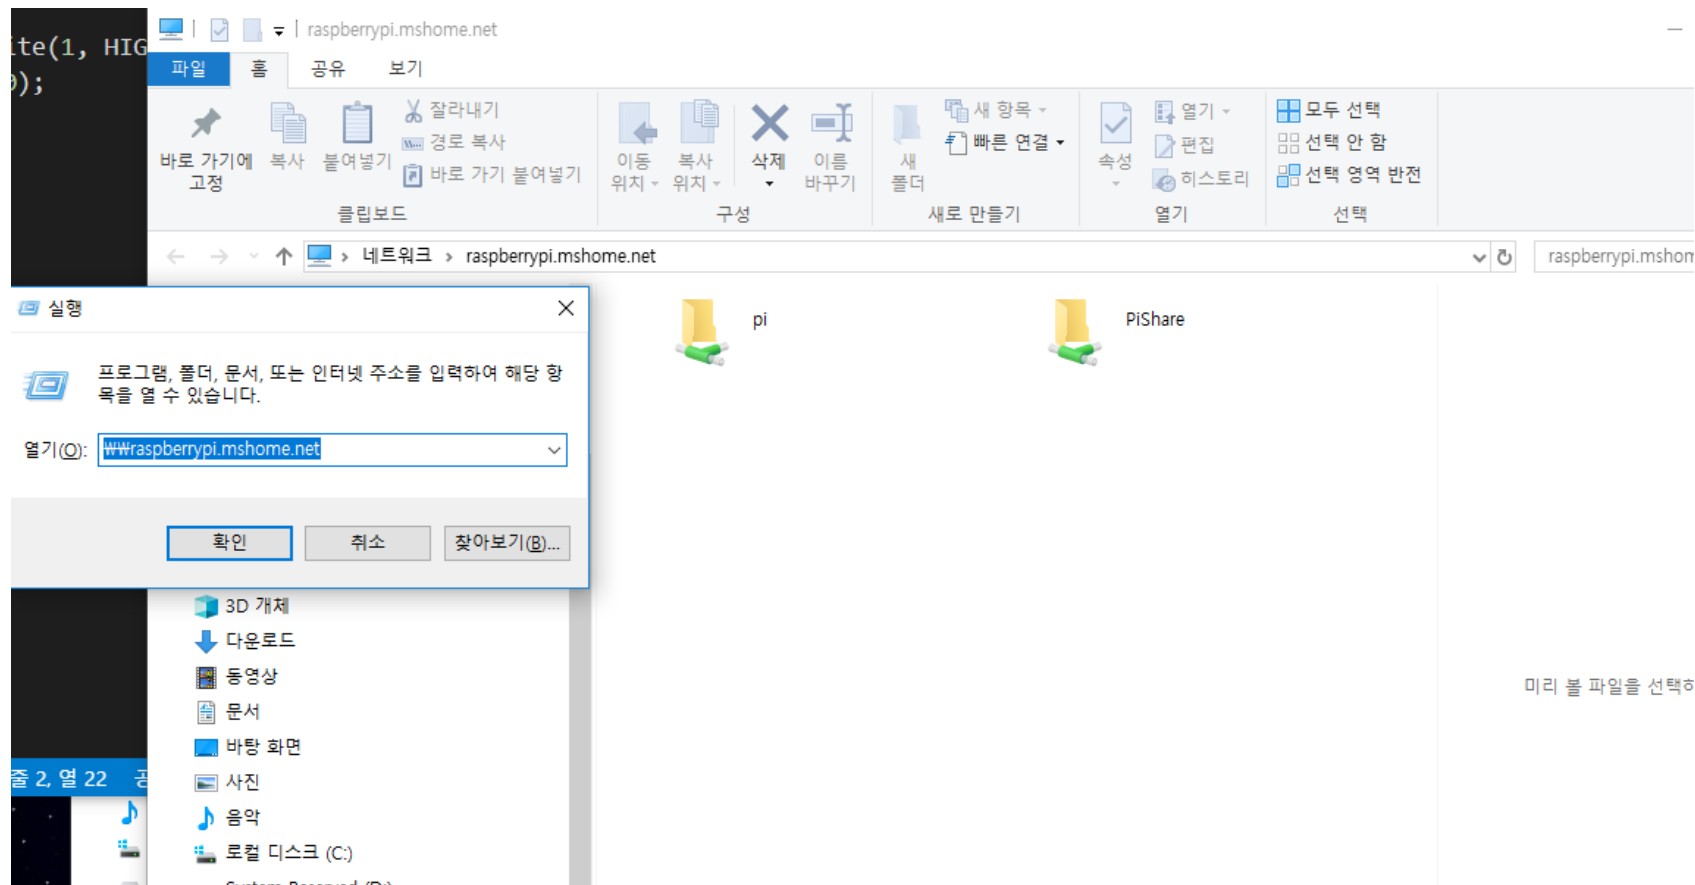 raspberrypi.mshome.net
ite(1, HIG
);
파일 홈 공유 보기
바로 가기에
고정
복사
붙여넣기
잘라내기
경로 복사
바로 가기 붙여넣기
클립보드
이동
위치
복사
위치
삭제
이름
바꾸기
구성
새
폴더
새 항목
빠른 연결
새로 만들기
속성
열기
편집
히스토리
열기
모두 선택
선택 안 함
선택 영역 반전
선택
네트워크 › raspberrypi.mshome.net
raspberrypi.mshom
실행
프로그램, 폴더, 문서, 또는 인터넷 주소를 입력하여 해당 항
목을 열 수 있습니다.
열기(O): ₩₩raspberrypi.mshome.net
확인 취소 찾아보기(B)...
pi
PiShare
3D 개체
다운로드
동영상
문서
바탕 화면
사진
음악
로컬 디스크 (C:)
System Reserved (D:)
미리 볼 파일을 선택하
줄 2, 열 22 공